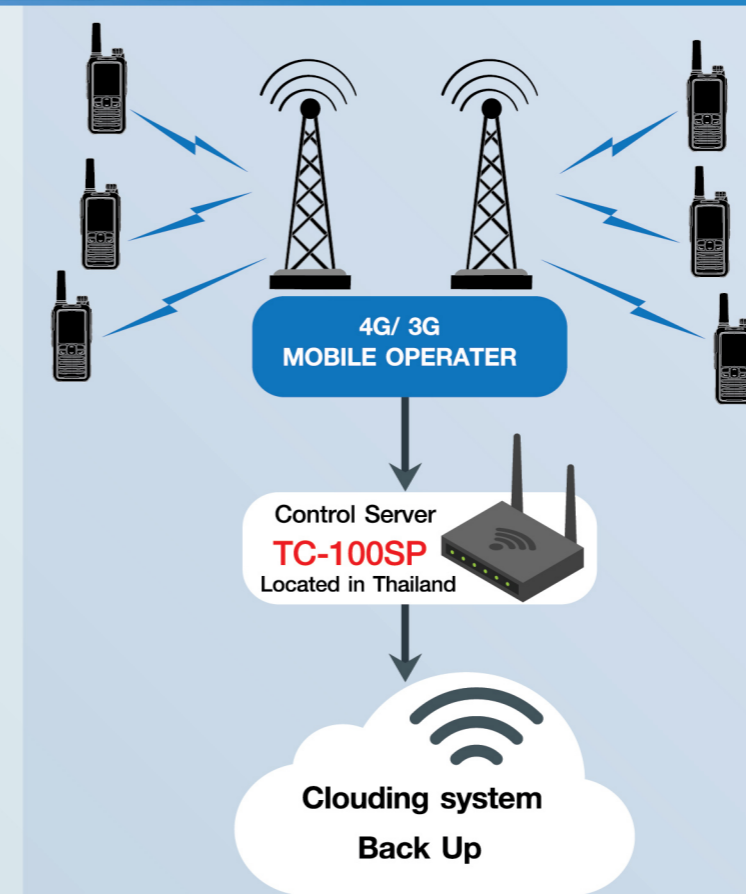 4G/ 3G
MOBILE OPERATER
Control Server
TC-100SP
Located in Thailand
Clouding system
Back Up